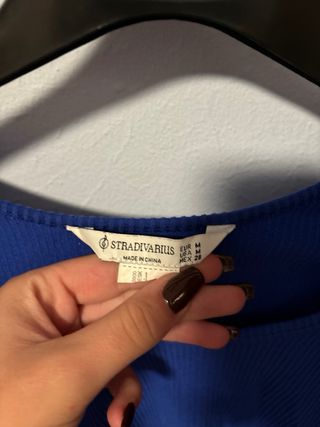 STRADIVARIUS
MADE IN CHINA
EUR M
USA M
MEX 28